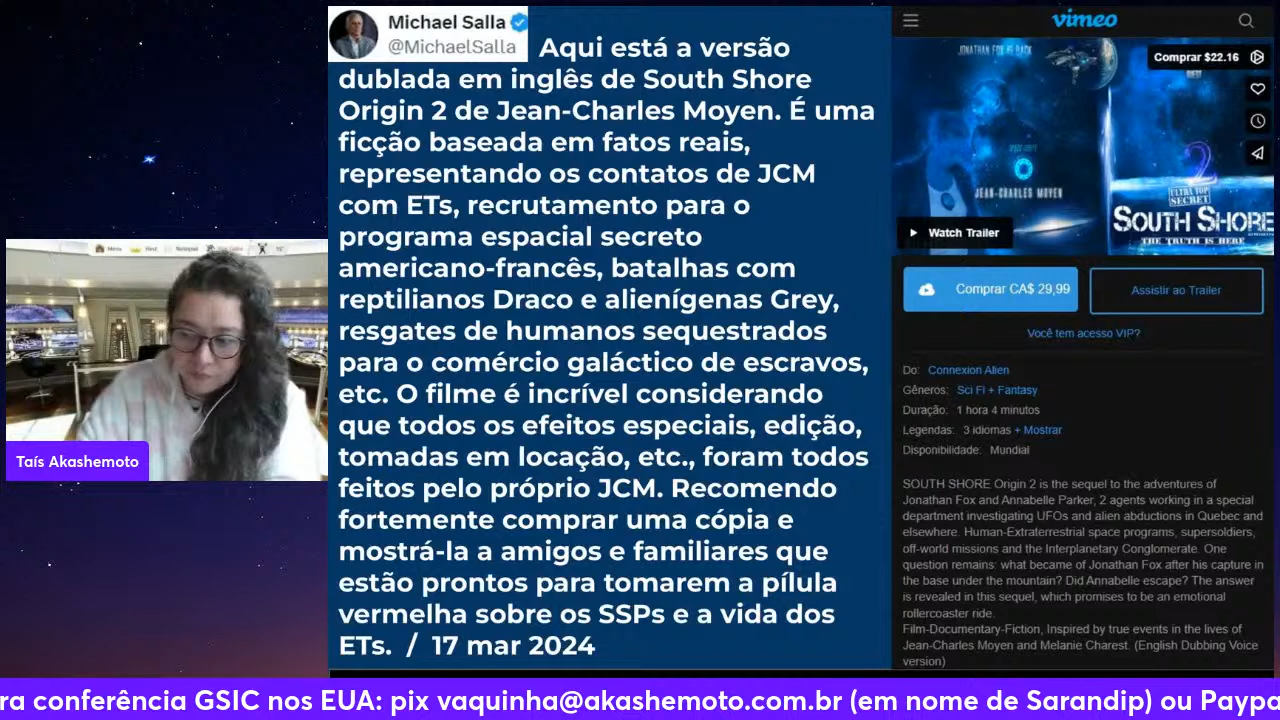 Michael Salla
@MichaelSalla
Aqui está a versão
dublada em inglês de South Shore
Origin 2 de Jean-Charles Moyen. É uma
ficção baseada em fatos reais,
representando os contatos de JCM
com ETs, recrutamento para o
programa espacial secreto
americano-francês, batalhas com
reptilianos Draco e alienígenas Grey,
resgates de humanos sequestrados
para o comércio galáctico de escravos,
etc. O filme é incrível considerando
que todos os efeitos especiais, edição,
tomadas em locação, etc., foram todos
feitos pelo próprio JCM. Recomendo
fortemente comprar uma cópia e
mostrá-la a amigos e familiares que
estão prontos para tomarem a pílula
vermelha sobre os SSPs e a vida dos
ETs. / 17 mar 2024
vimeo
JONATHAN FOX IS BACK
Comprar $22.16
JEAN-CHARLES MOYEN
2
ULTRA TOP
SECRET
SOUTH SHORE
THE TRUTH IS HERE
Watch Trailer
Comprar CA$ 29,99
Assistir ao Trailer
Você tem acesso VIP?
Do: Connexion Alien
Gêneros: Sci Fi + Fantasy
Duração: 1 hora 4 minutos
Legendas: 3 idiomas + Mostrar
Disponibilidade: Mundial
SOUTH SHORE Origin 2 is the sequel to the adventures of
Jonathan Fox and Annabelle Parker, 2 agents working in a special
department investigating UFOs and alien abductions in Quebec and
elsewhere. Human-Extraterrestrial space programs, supersoldiers,
off-world missions and the Interplanetary Conglomerate. One
question remains: what became of Jonathan Fox after his capture in
the base under the mountain? Did Annabelle escape? The answer
is revealed in this sequel, which promises to be an emotional
rollercoaster ride.
Film-Documentary-Fiction, Inspired by true events in the lives of
Jean-Charles Moyen and Melanie Charest. (English Dubbing Voice
version)
Taís Akashemoto
ra conferência GSIC nos EUA: pix vaquinha@akashemoto.com.br (em nome de Sarandip) ou Paypa